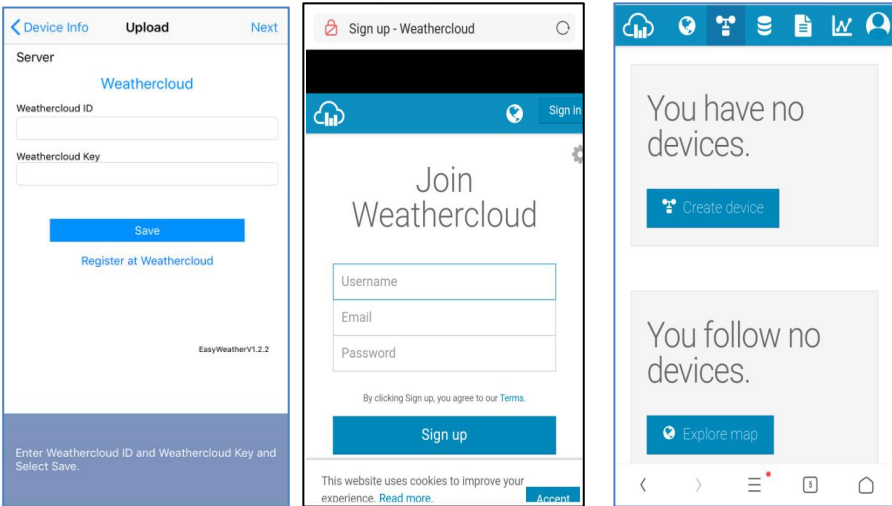 Device Info
Upload
Next
Server
Weathercloud
Weathercloud ID
Weathercloud Key
Save
Register at Weathercloud
EasyWeatherV1.2.2
Enter Weathercloud ID and Weathercloud Key and
Select Save.
Sign up - Weathercloud
Sign in
Join
Weathercloud
Username
Email
Password
By clicking Sign up, you agree to our Terms.
Sign up
This website uses cookies to improve your
experience. Read more.
Accept
You have no
devices.
Create device
You follow no
devices.
Explore map
5